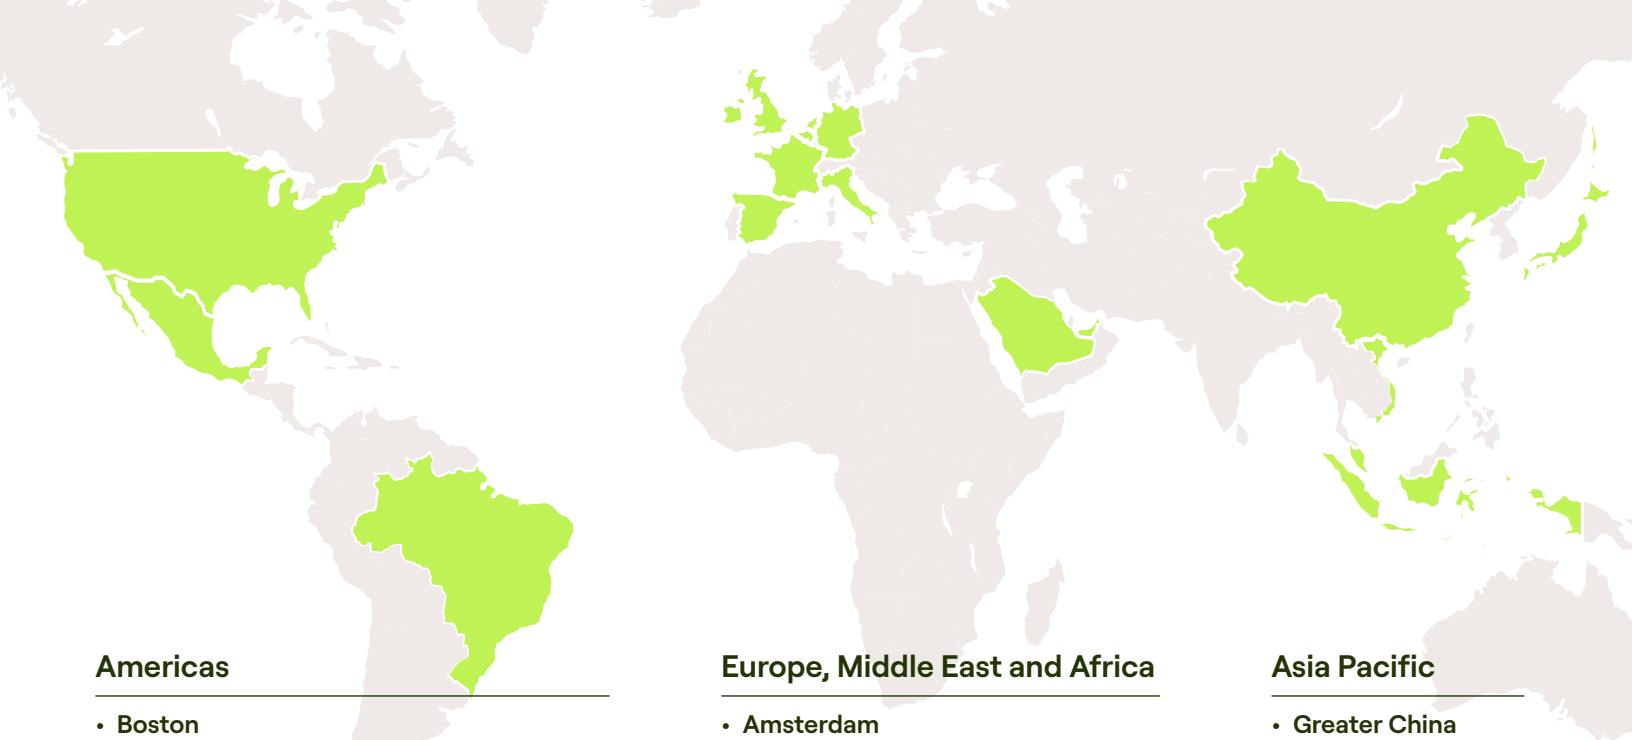 Americas
• Boston
Europe, Middle East and Africa
• Amsterdam
Asia Pacific
• Greater China